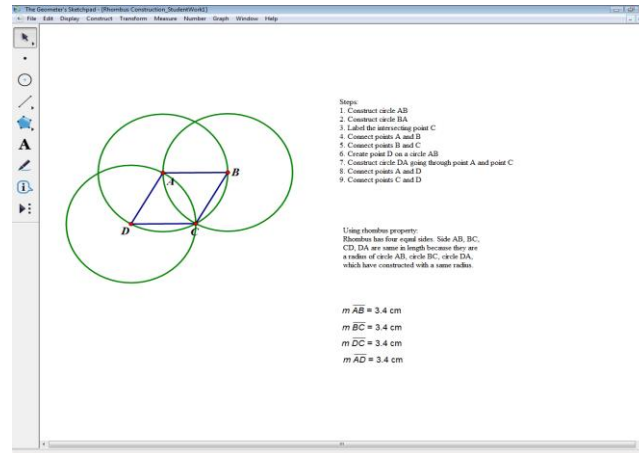 The Geometer's Sketchpad - [Rhombus Construction_StudentWork1]
File Edit Display Construct Transform Measure Number Graph Window Help
Steps:
1. Construct circle AB
2. Construct circle BA
3. Label the intersecting point C
4. Connect points A and B
5. Connect points B and C
6. Create point D on a circle AB
7. Construct circle DA going through point A and point C
8. Connect points A and D
9. Connect points C and D
A
B
D
C
A
Using rhombus property:
Rhombus has four equal sides. Side AB, BC,
CD, DA are same in length because they are
a radius of circle AB, circle BC, circle DA,
which have constructed with a same radius.
m AB = 3.4 cm
m BC = 3.4 cm
m DC = 3.4 cm
m AD = 3.4 cm